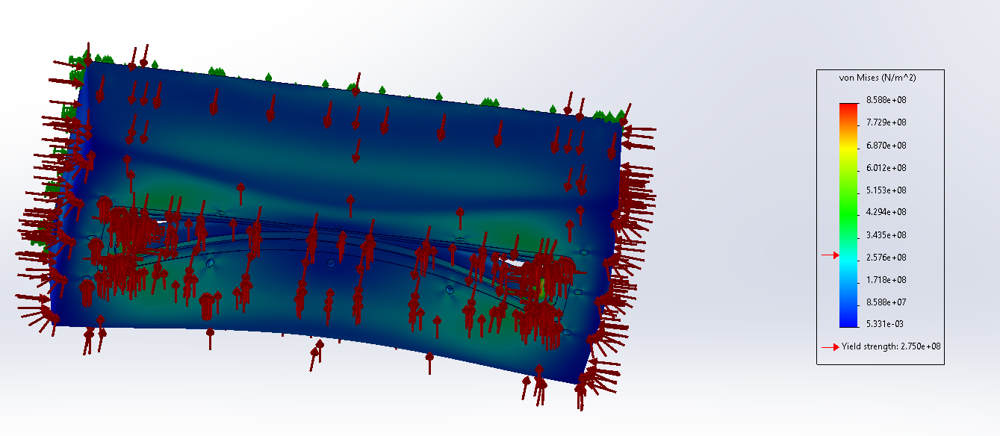 von Mises (N/m^2)
8.588e+08
7.729e+08
6.870e+08
6.012e+08
5.153e+08
4.294e+08
3.435e+08
2.576e+08
1.718e+08
8.588e+07
5.331e-03
Yield strength: 2.750e+08